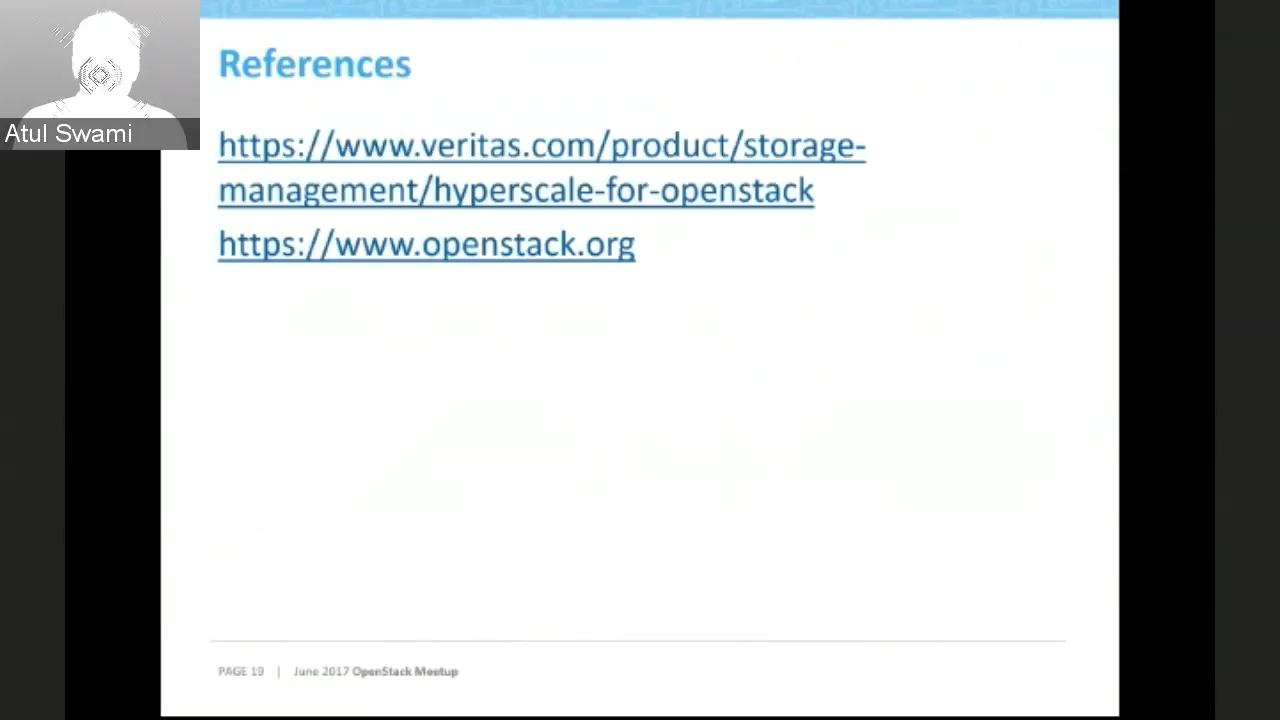 Atul Swami
References
https://www.veritas.com/product/storage-
management/hyperscale-for-openstack
https://www.openstack.org
PAGE 19 | June 2017 OpenStack Meetup